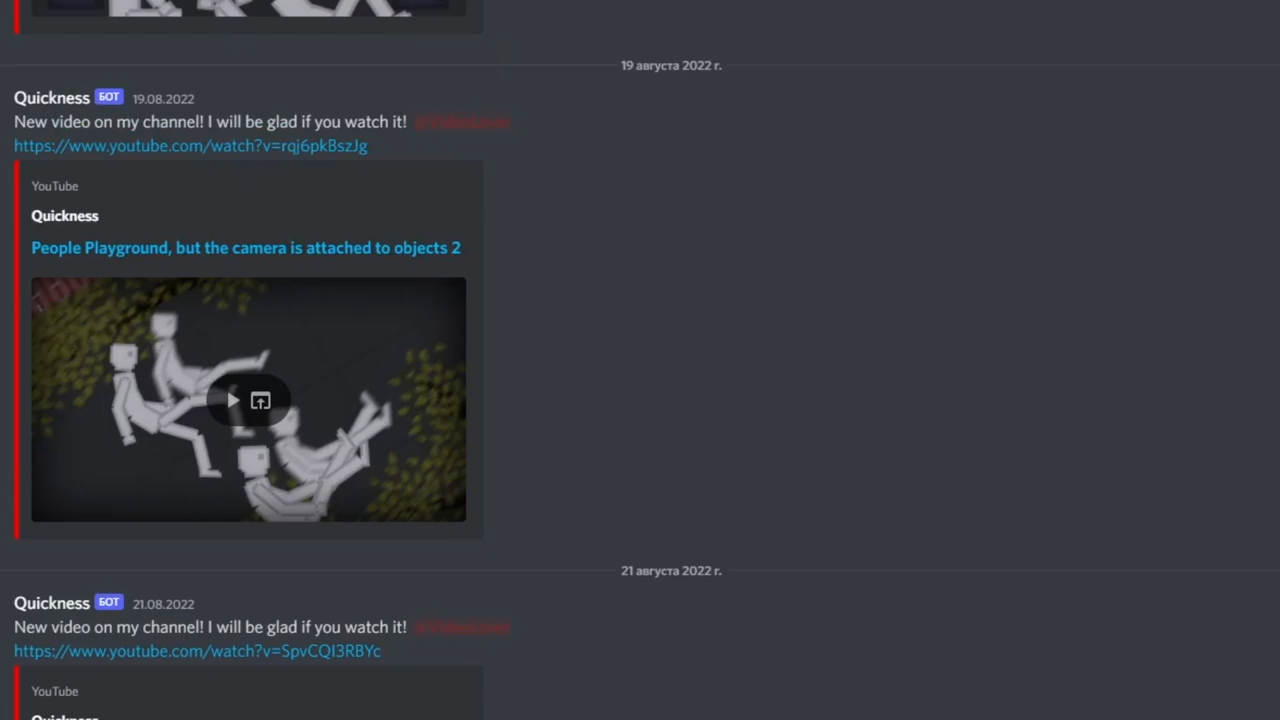 19 августа 2022 г.
Quickness БОТ 19.08.2022
New video on my channel! I will be glad if you watch it!
https://www.youtube.com/watch?v=rqj6pkBszJg
YouTube
Quickness
People Playground, but the camera is attached to objects 2
21 августа 2022 г.
Quickness БОТ 21.08.2022
New video on my channel! I will be glad if you watch it!
https://www.youtube.com/watch?v=SpvCQI3RBYc
YouTube
Quickness